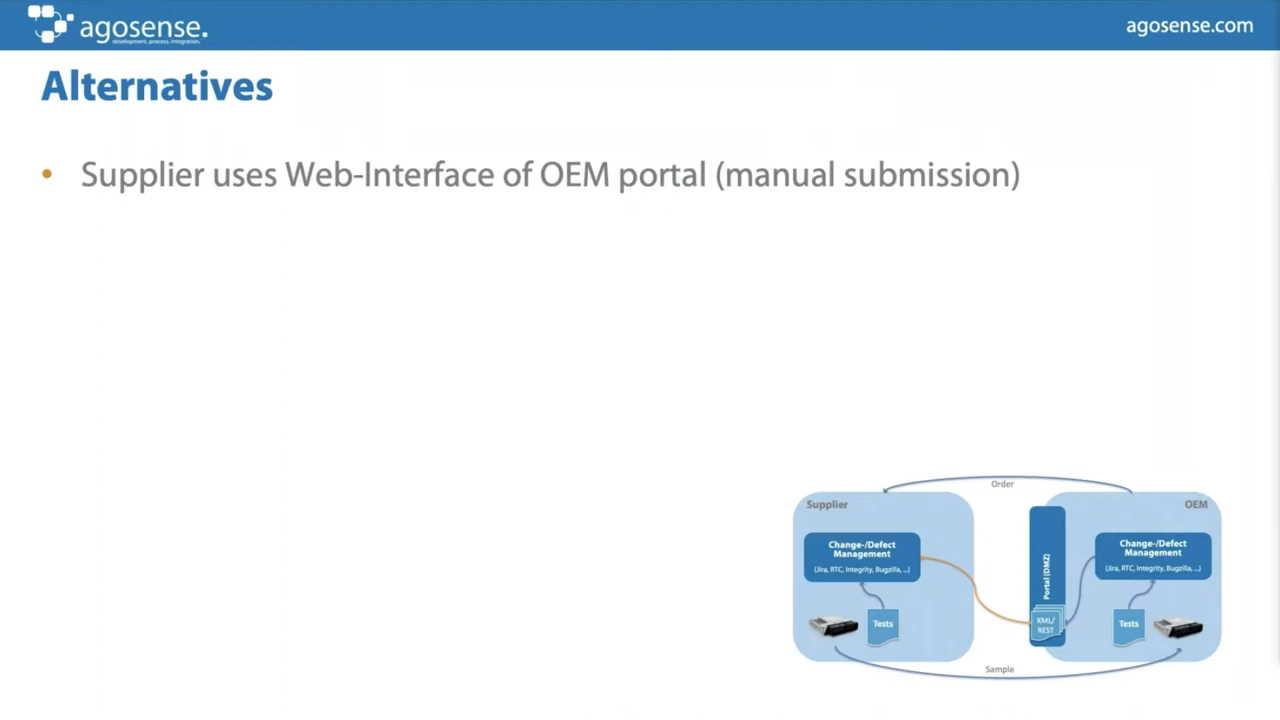 agosense.
development. process. integration.
agosense.com
Alternatives
• Supplier uses Web-Interface of OEM portal (manual submission)
Order
Supplier
OEM
Change-/Defect
Management
(Jira, RTC, Integrity, Bugzilla, ...)
Portal (DMZ)
Change-/Defect
Management
(Jira, RTC, Integrity, Bugzilla, ...)
Tests
XML/
REST
Tests
Sample